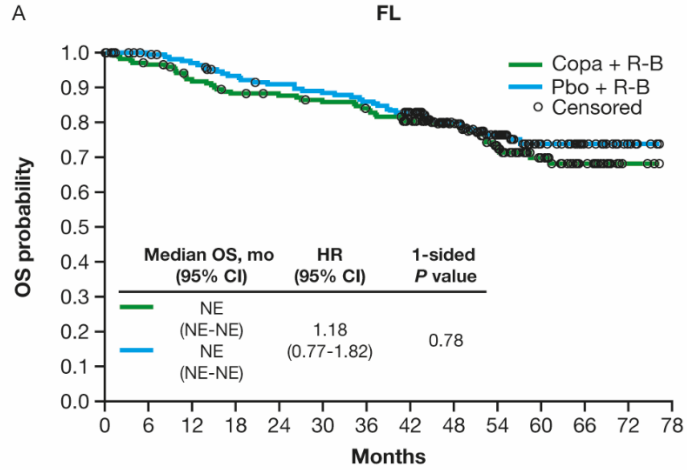 A
FL
1.0
0.9
0.8
0.7
0.6
0.5
0.4
0.3
0.2
0.1
0.0
OS probability
Copa + R-B
Pbo + R-B
Censored
Median OS, mo HR 1-sided
(95% CI) (95% CI) P value
NE
(NE-NE)
NE
(NE-NE)
1.18
(0.77-1.82)
0.78
0 6 12 18 24 30 36 42 48 54 60 66 72 78
Months